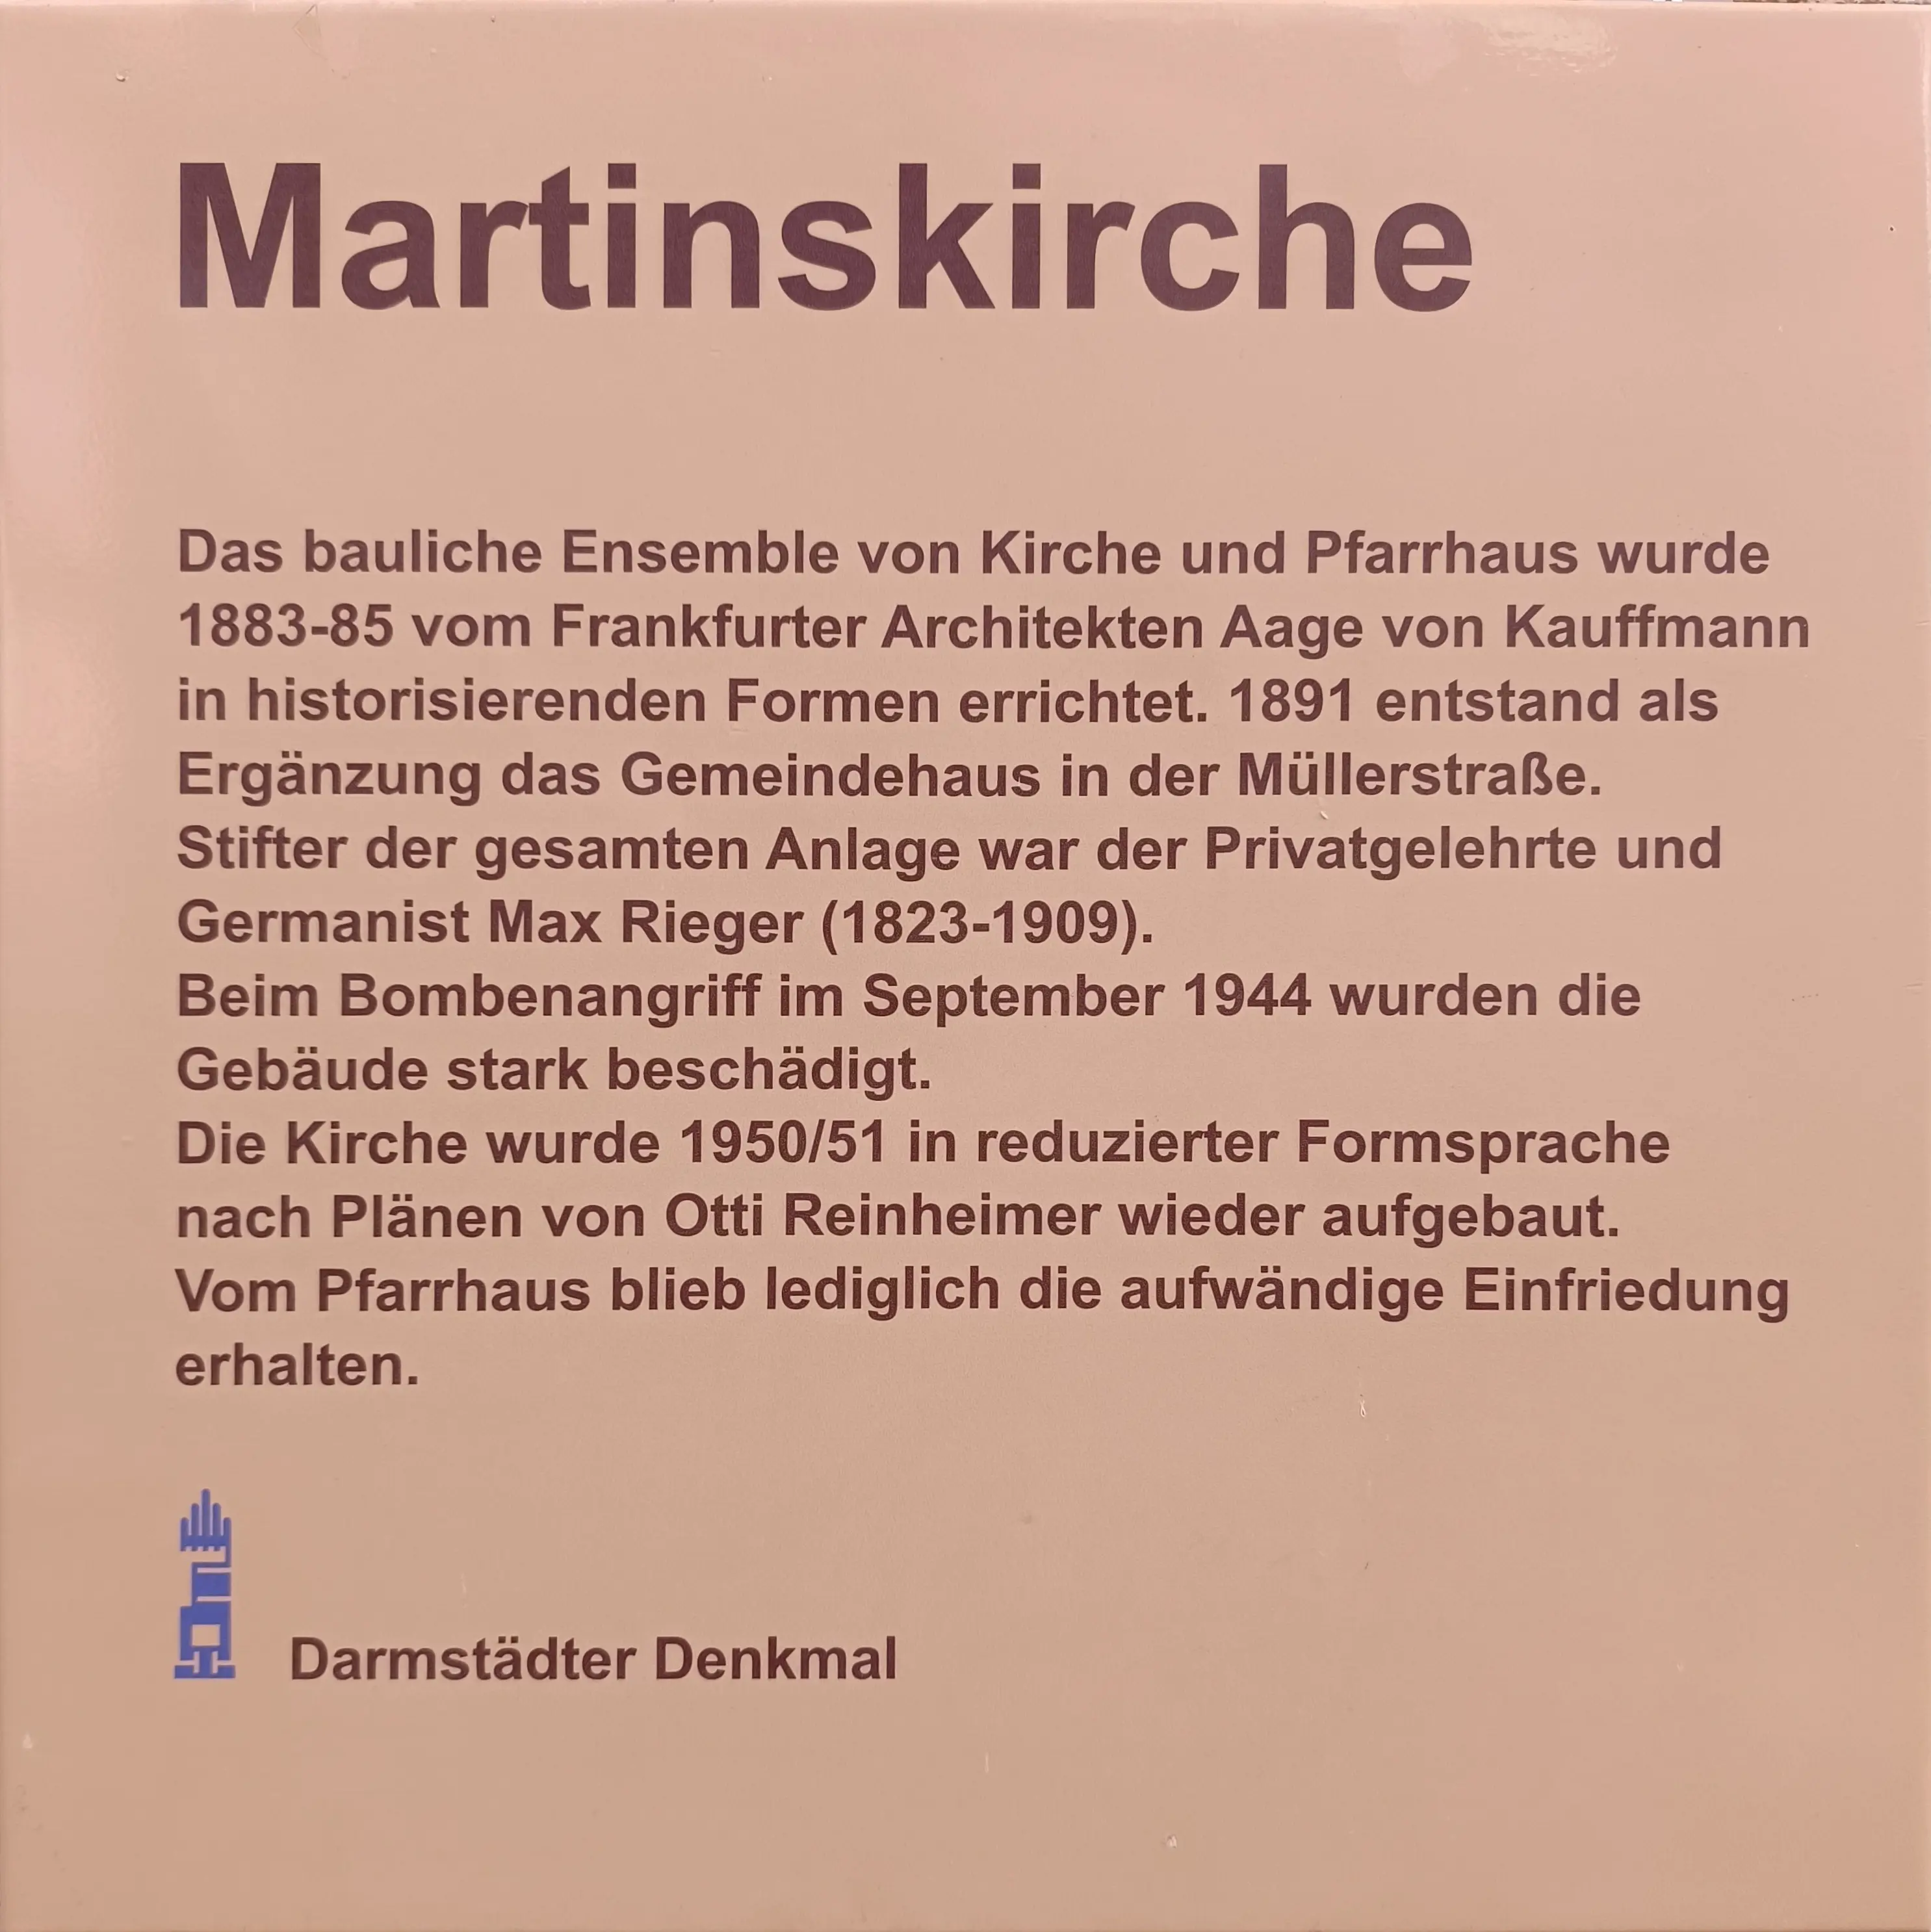 Martinskirche
Das bauliche Ensemble von Kirche und Pfarrhaus wurde
1883-85 vom Frankfurter Architekten Aage von Kauffmann
in historisierenden Formen errichtet. 1891 entstand als
Ergänzung das Gemeindehaus in der Müllerstraße.
Stifter der gesamten Anlage war der Privatgelehrte und
Germanist Max Rieger (1823-1909).
Beim Bombenangriff im September 1944 wurden die
Gebäude stark beschädigt.
Die Kirche wurde 1950/51 in reduzierter Formsprache
nach Plänen von Otti Reinheimer wieder aufgebaut.
Vom Pfarrhaus blieb lediglich die aufwändige Einfriedung
erhalten.
Darmstädter Denkmal